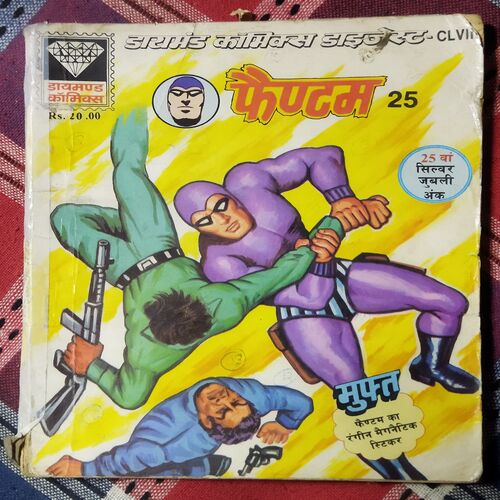 डायमंड कॉमिक्स डाइजेस्ट-CLVII
डायमण्ड
कॉमिक्स
Rs. 20.00
फैण्टम 25
25 वां
सिल्वर
जुबली
अंक
मुफ्त
फैण्टम का
रंगीन मैगनैटिक
स्टिकर